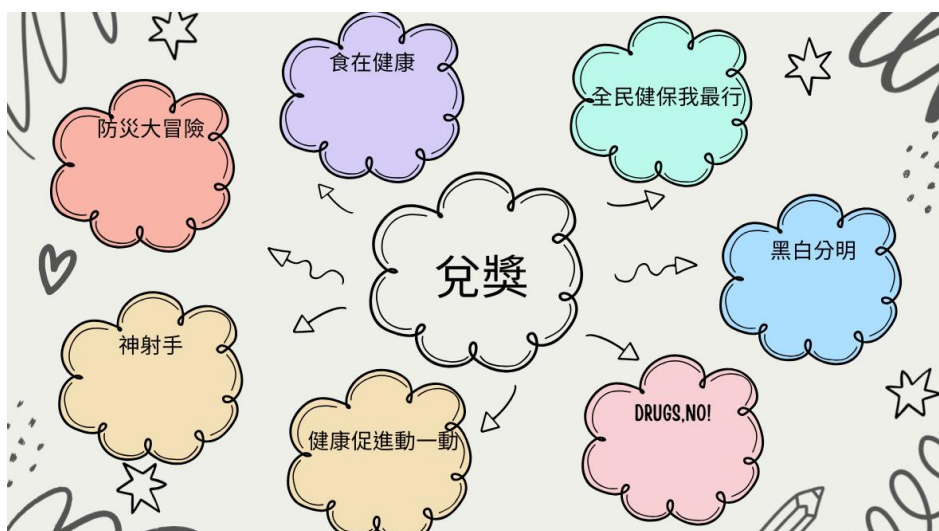 食在健康
全民健保我最行
防災大冒險
黑白分明
兌獎
神射手
健康促進動一動
DRUGS,NO!